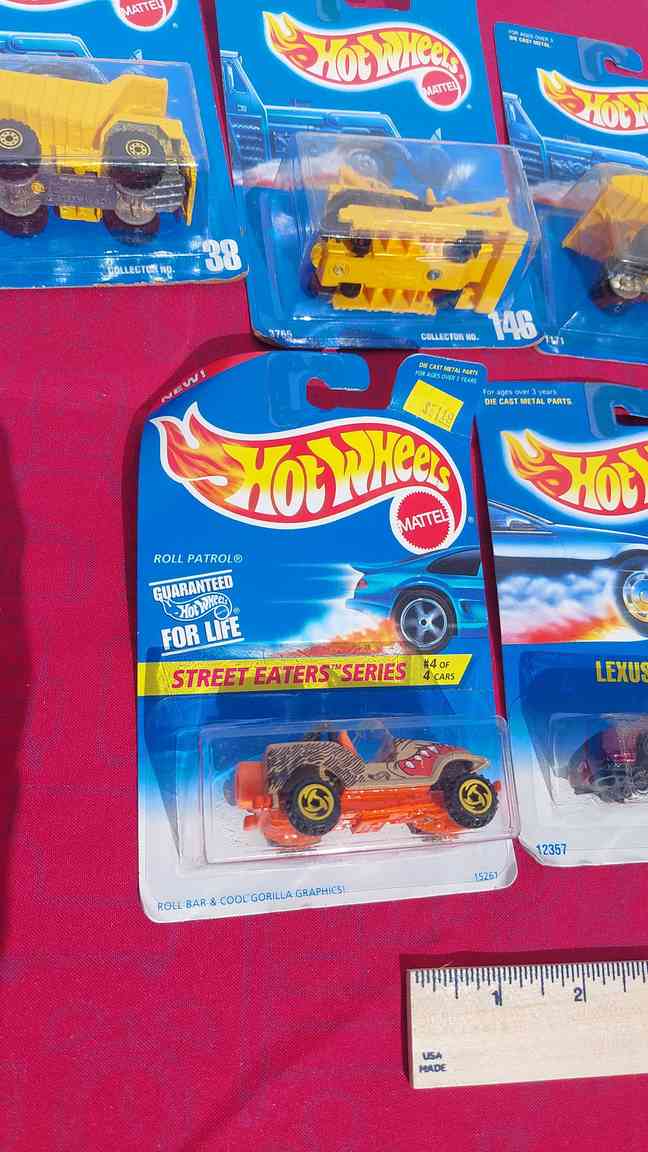 MATTEL
COLLECTOR NO. 38
HOT WHEELS
MATTEL
3765
COLLECTOR NO. 146
FOR AGES OVER 3
DIE CAST METAL
HOT W
1171
NEW!
DIE CAST METAL PARTS
FOR AGES OVER 3 YEARS
HOT WHEELS
MATTEL
ROLL PATROL®
GUARANTEED
HOT WHEELS
FOR LIFE
STREET EATERS™ SERIES
#4 OF
4 CARS
15261
ROLL BAR & COOL GORILLA GRAPHICS!
For ages over 3 years.
DIE CAST METAL PARTS
HOT W
LEXUS
12357
1 2
USA
MADE